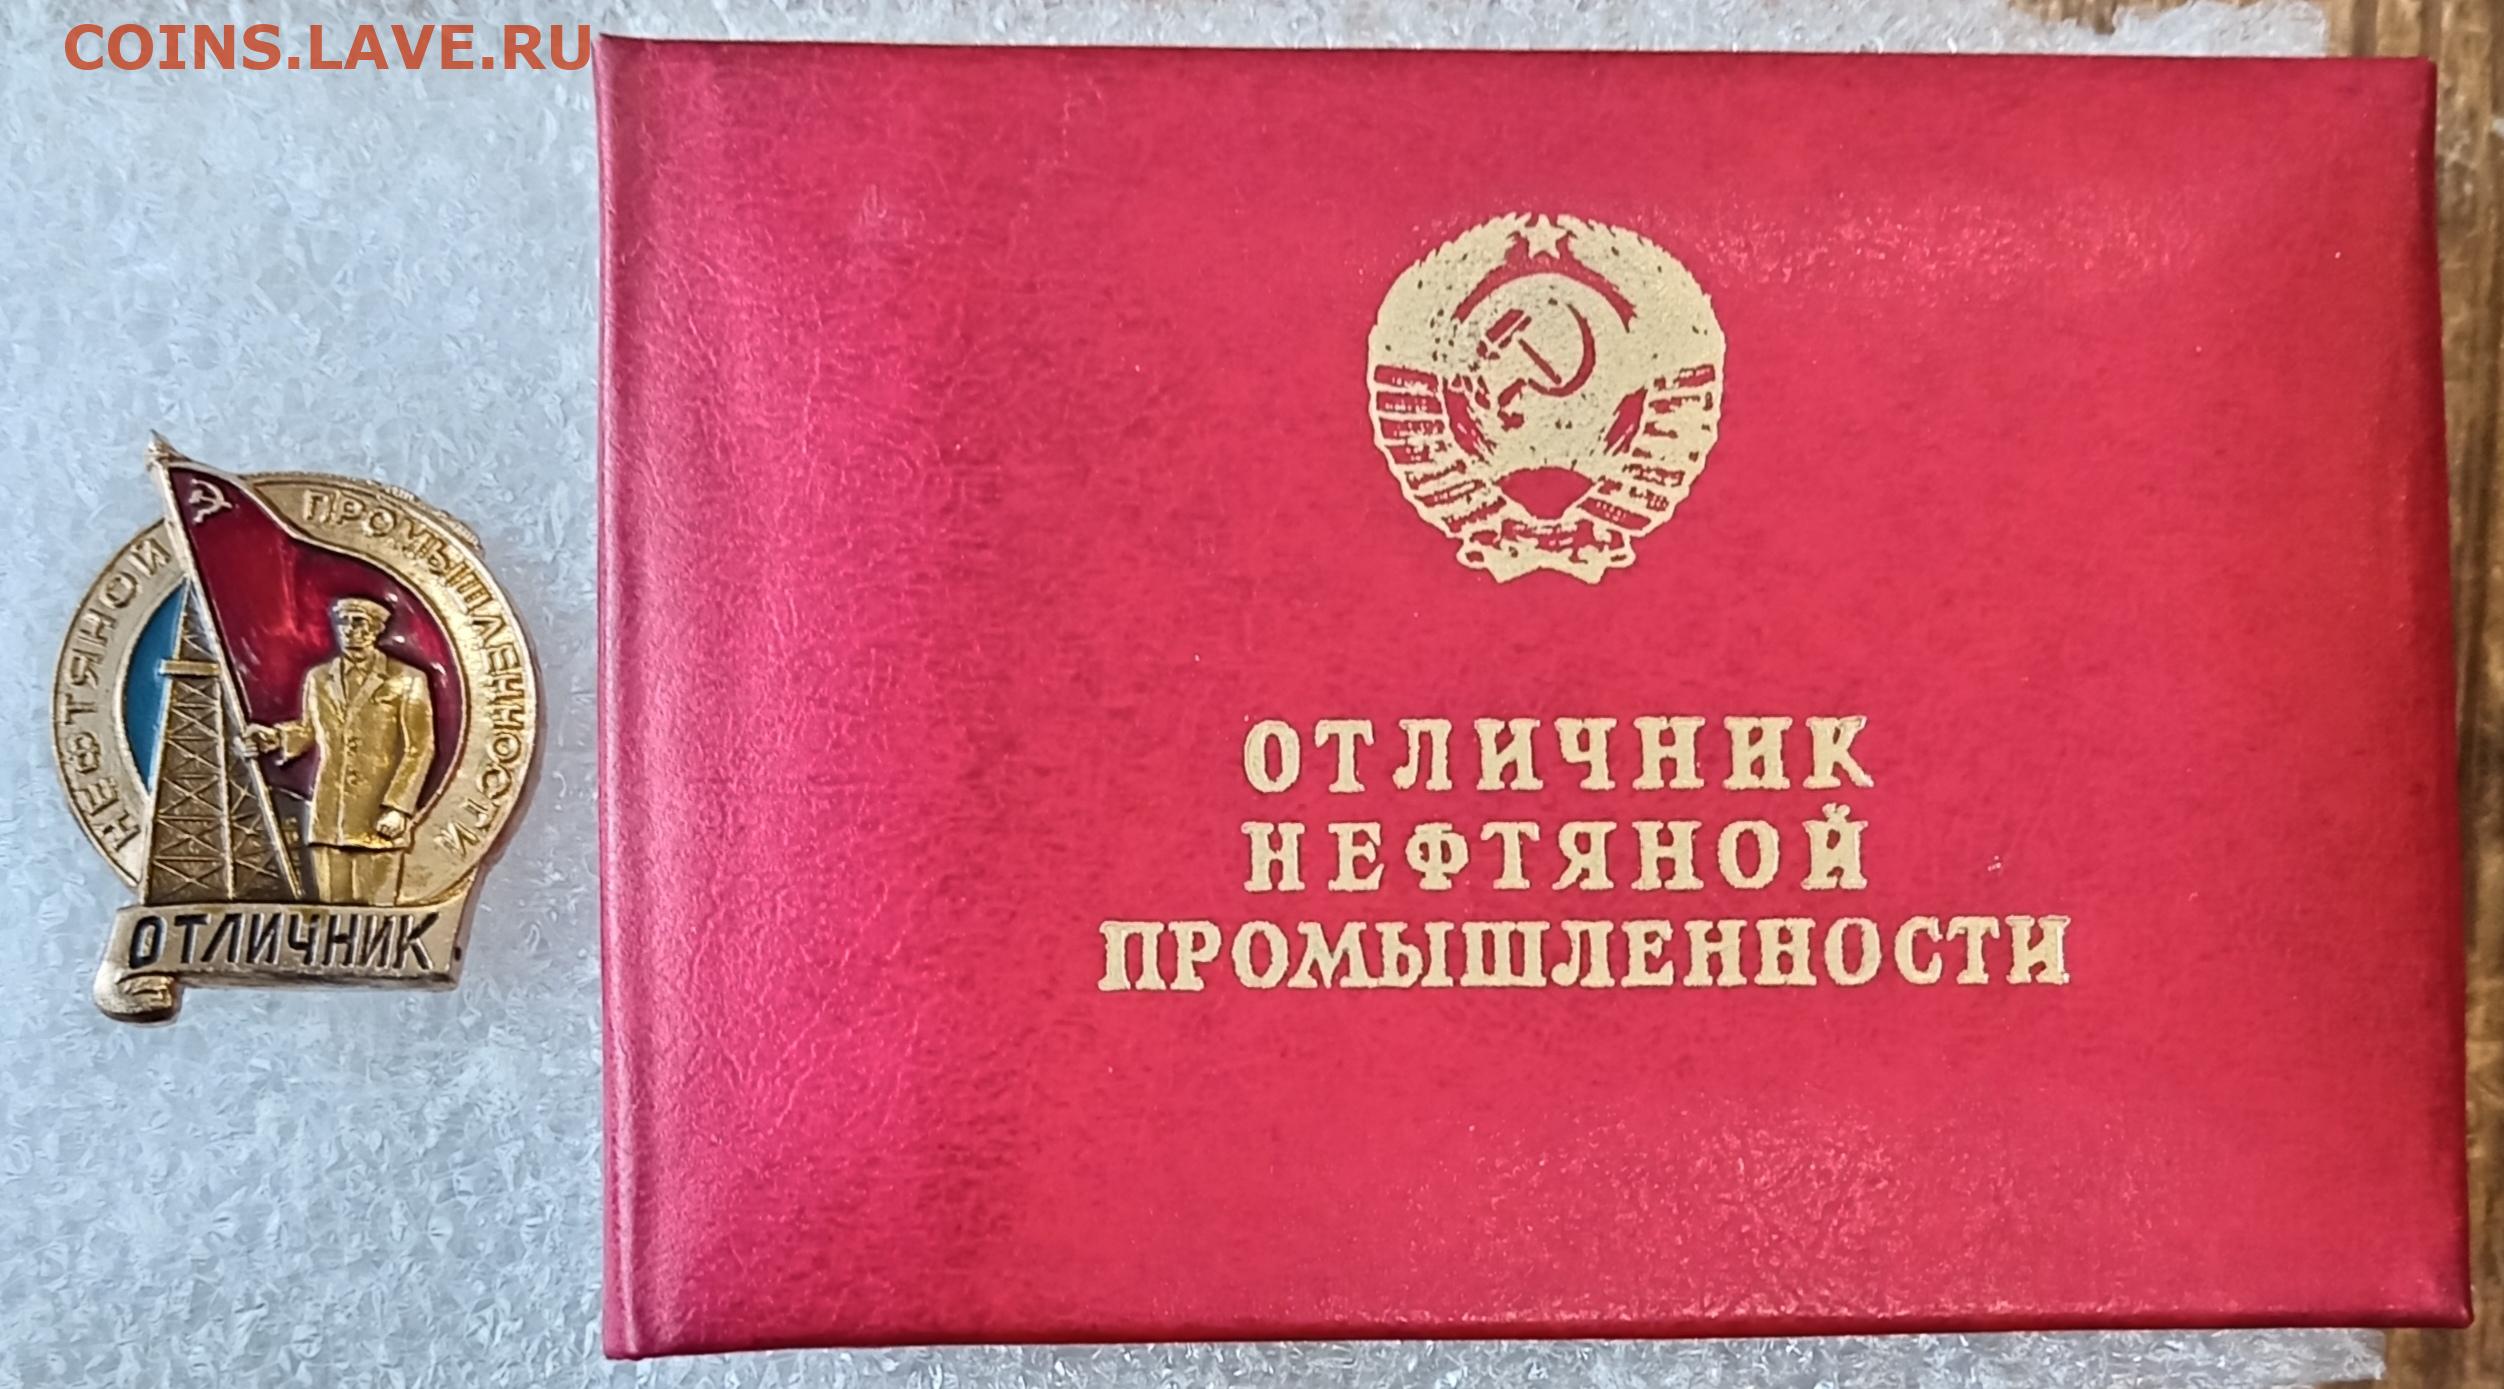 COINS.LAVE.RU
НЕФТЯНОЙ ПРОМЫШЛЕННОСТИ
ОТЛИЧНИК
ОТЛИЧНИК
НЕФТЯНОЙ
ПРОМЫШЛЕННОСТИ